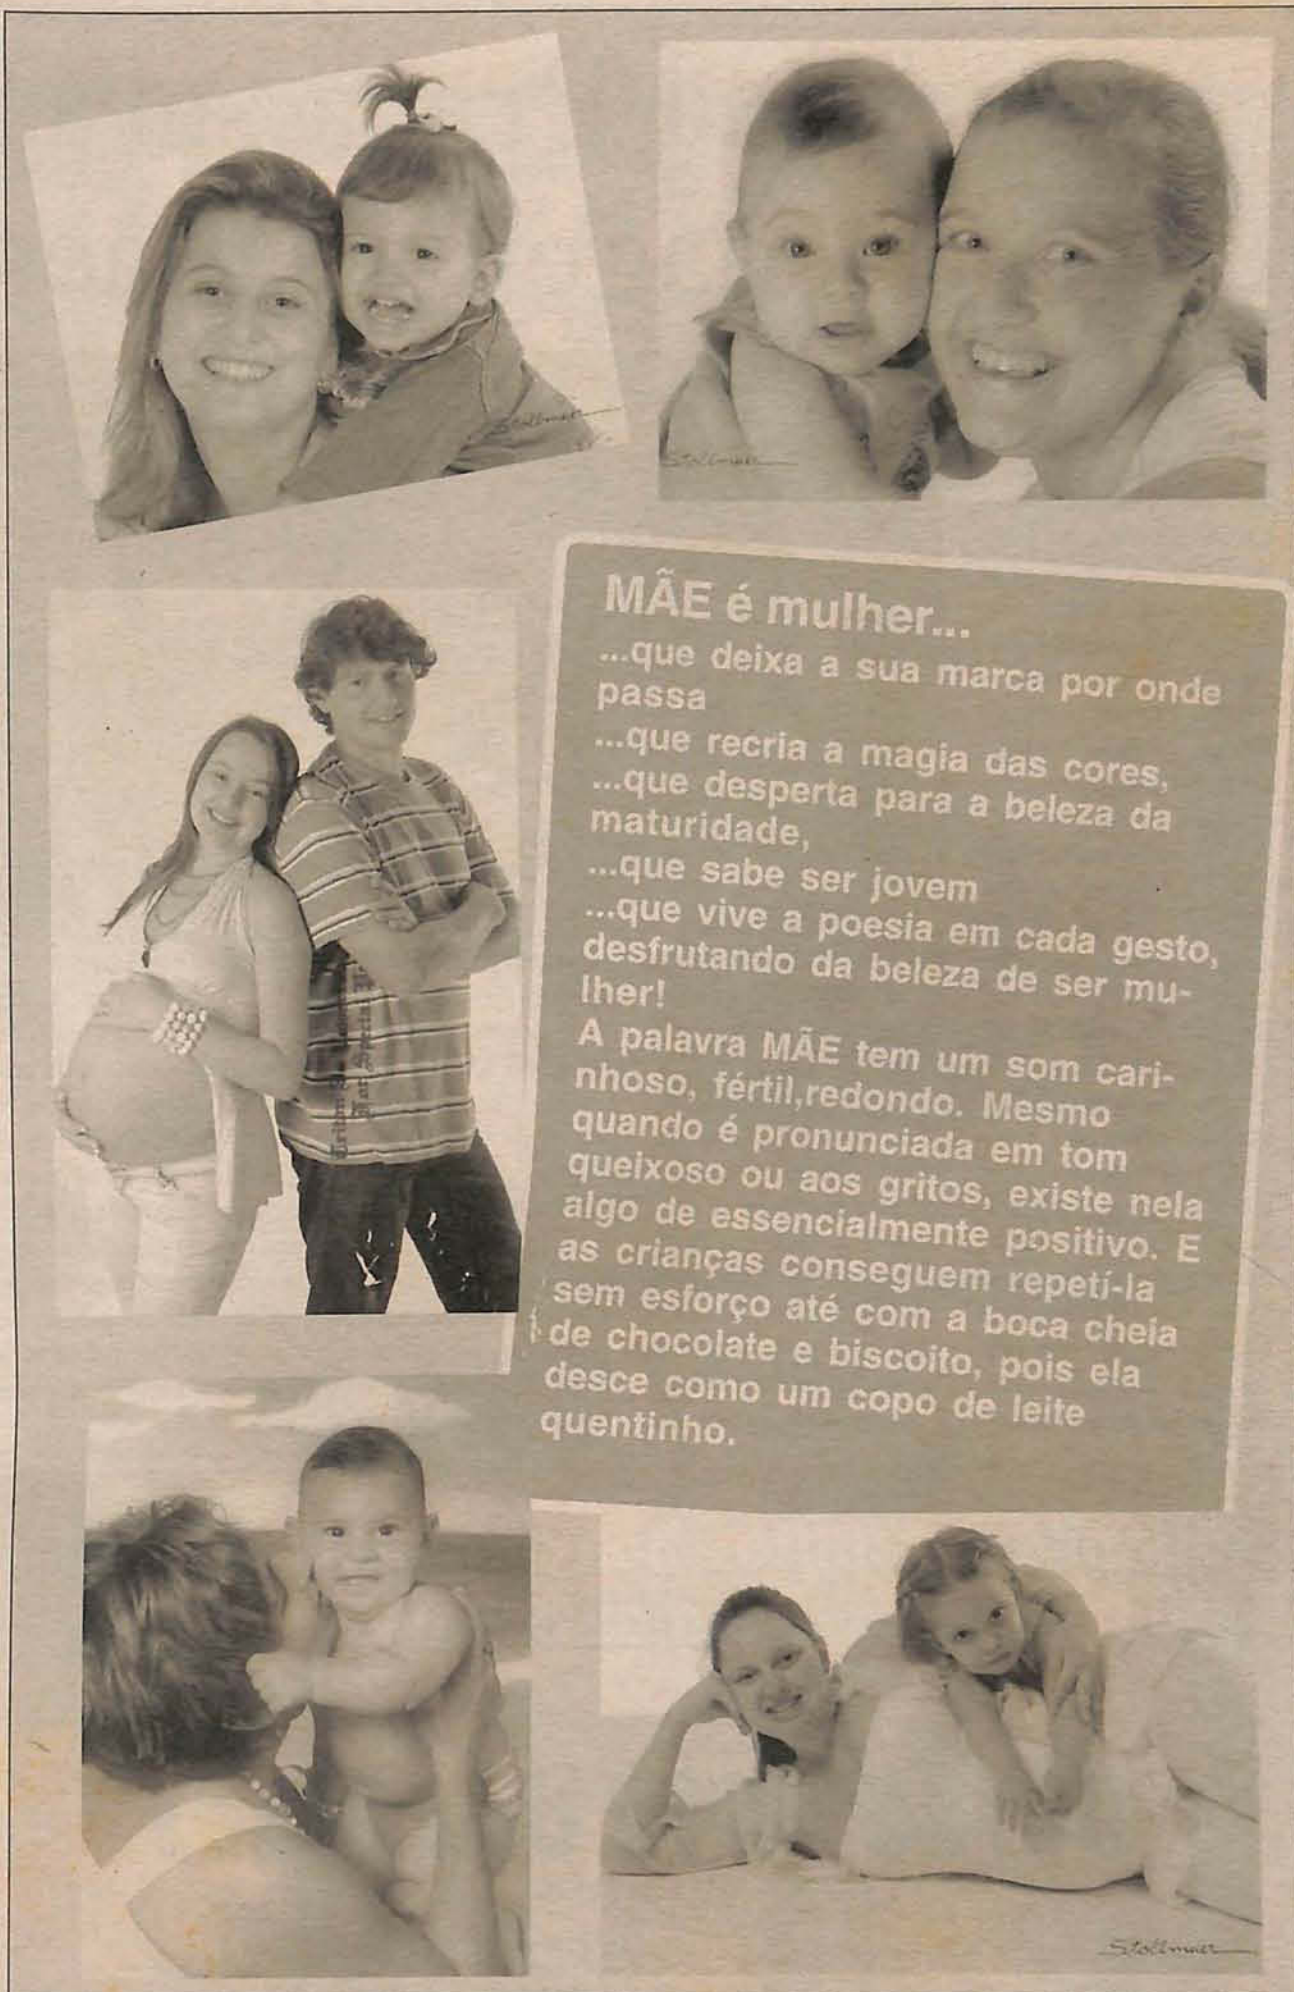 MÃE é mulher...
...que deixa a sua marca por onde
passa
...que recria a magia das cores,
...que desperta para a beleza da
maturidade,
...que sabe ser jovem
...que vive a poesia em cada gesto,
desfrutando da beleza de ser mu-
lher!
A palavra MÃE tem um som cari-
nhoso, fértil,redondo. Mesmo
quando é pronunciada em tom
queixoso ou aos gritos, existe nela
algo de essencialmente positivo. E
as crianças conseguem repetí-la
sem esforço até com a boca cheia
de chocolate e biscoito, pois ela
desce como um copo de leite
quentinho.